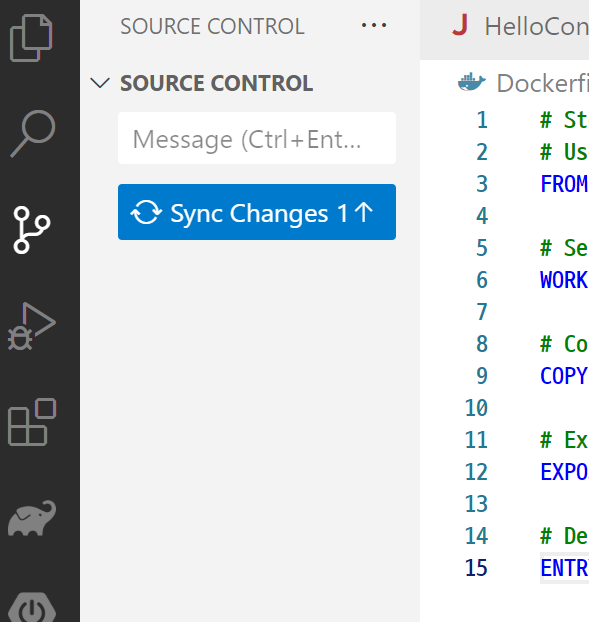 SOURCE CONTROL ···
SOURCE CONTROL
Message (Ctrl+Ent...
Sync Changes 1↑
J HelloCon
Dockerfi
1 # St
2 # Us
3 FROM
4
5 # Se
6 WORK
7
8 # Co
9 COPY
10
11 # Ex
12 EXPO
13
14 # De
15 ENTR